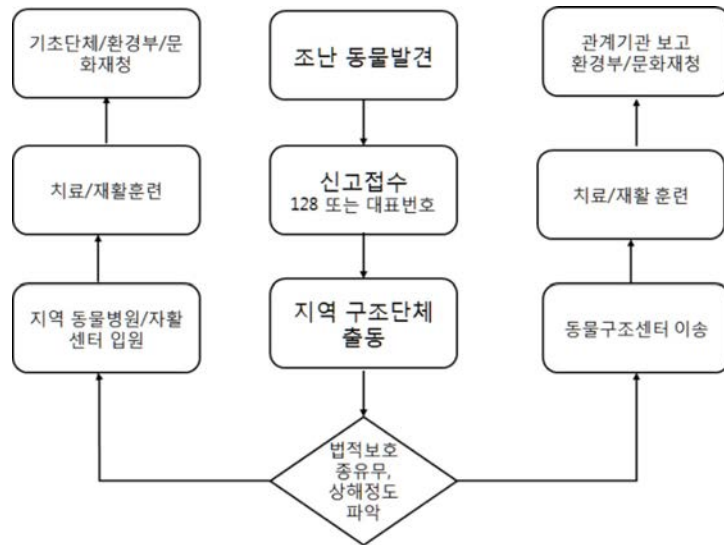 기초단체/환경부/문
화재청
조난 동물발견
관계기관 보고
환경부/문화재청
치료/재활훈련
신고접수
128 또는 대표번호
치료/재활 훈련
지역 동물병원/자활
센터 입원
지역 구조단체
출동
동물구조센터 이송
법적보호
종유무,
상해정도
파악